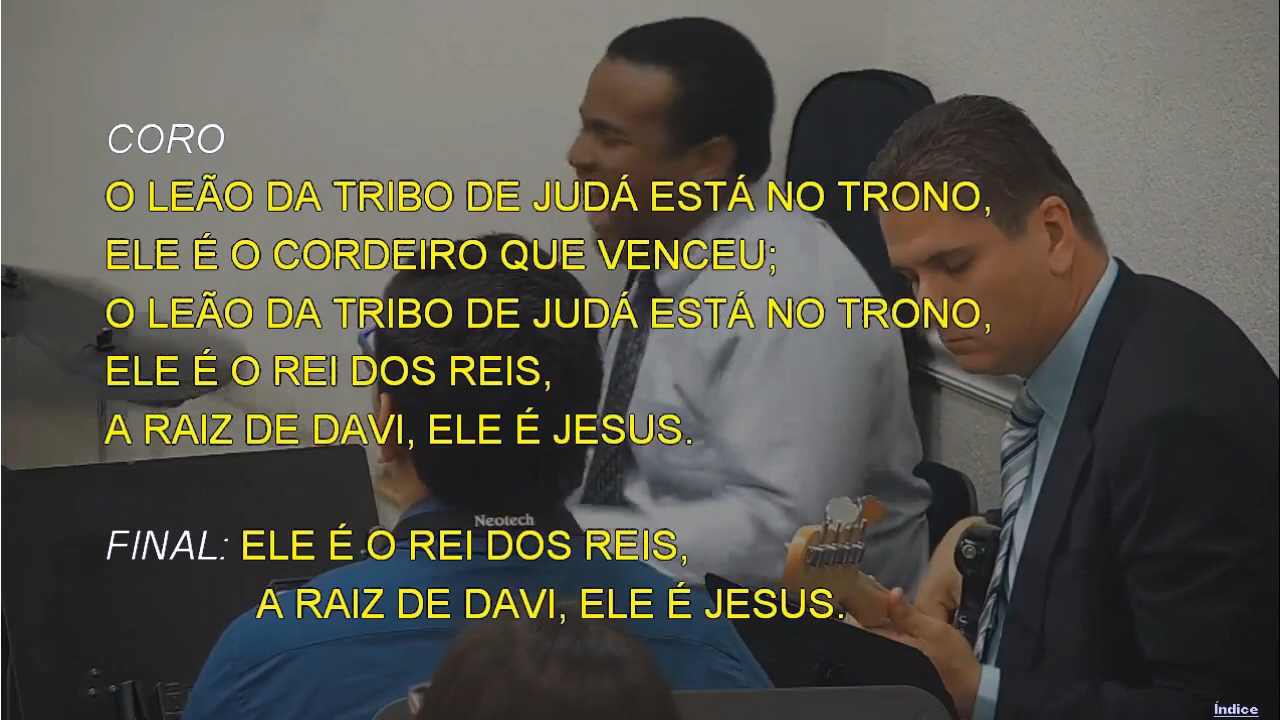 CORO
O LEÃO DA TRIBO DE JUDÁ ESTÁ NO TRONO,
ELE É O CORDEIRO QUE VENCEU;
O LEÃO DA TRIBO DE JUDÁ ESTÁ NO TRONO,
ELE É O REI DOS REIS,
A RAIZ DE DAVI, ELE É JESUS.
Neotech
FINAL: ELE É O REI DOS REIS,
A RAIZ DE DAVI, ELE É JESUS.
Índice